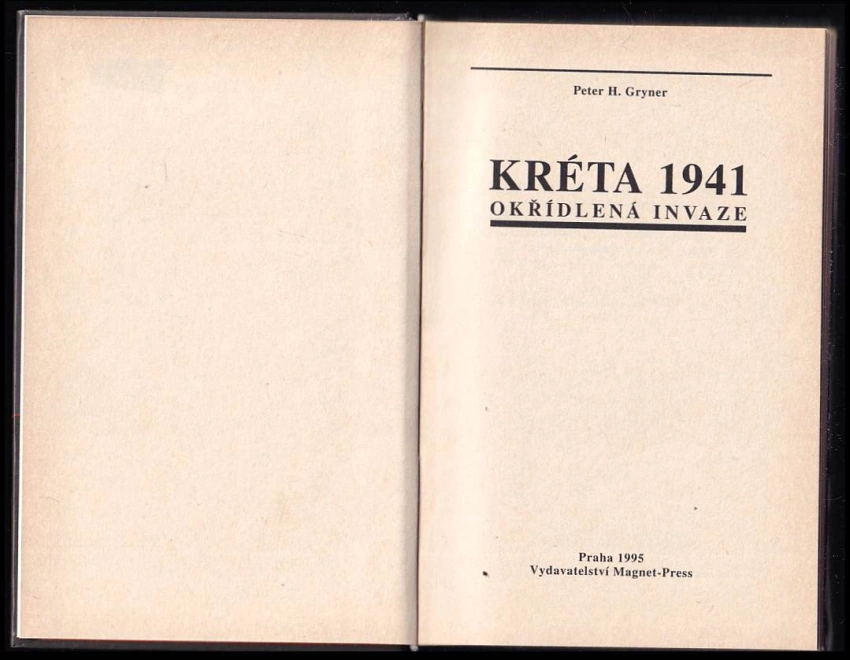 Peter H. Gryner
KRÉTA 1941
OKŘÍDLENÁ INVAZE
Praha 1995
Vydavatelství Magnet-Press